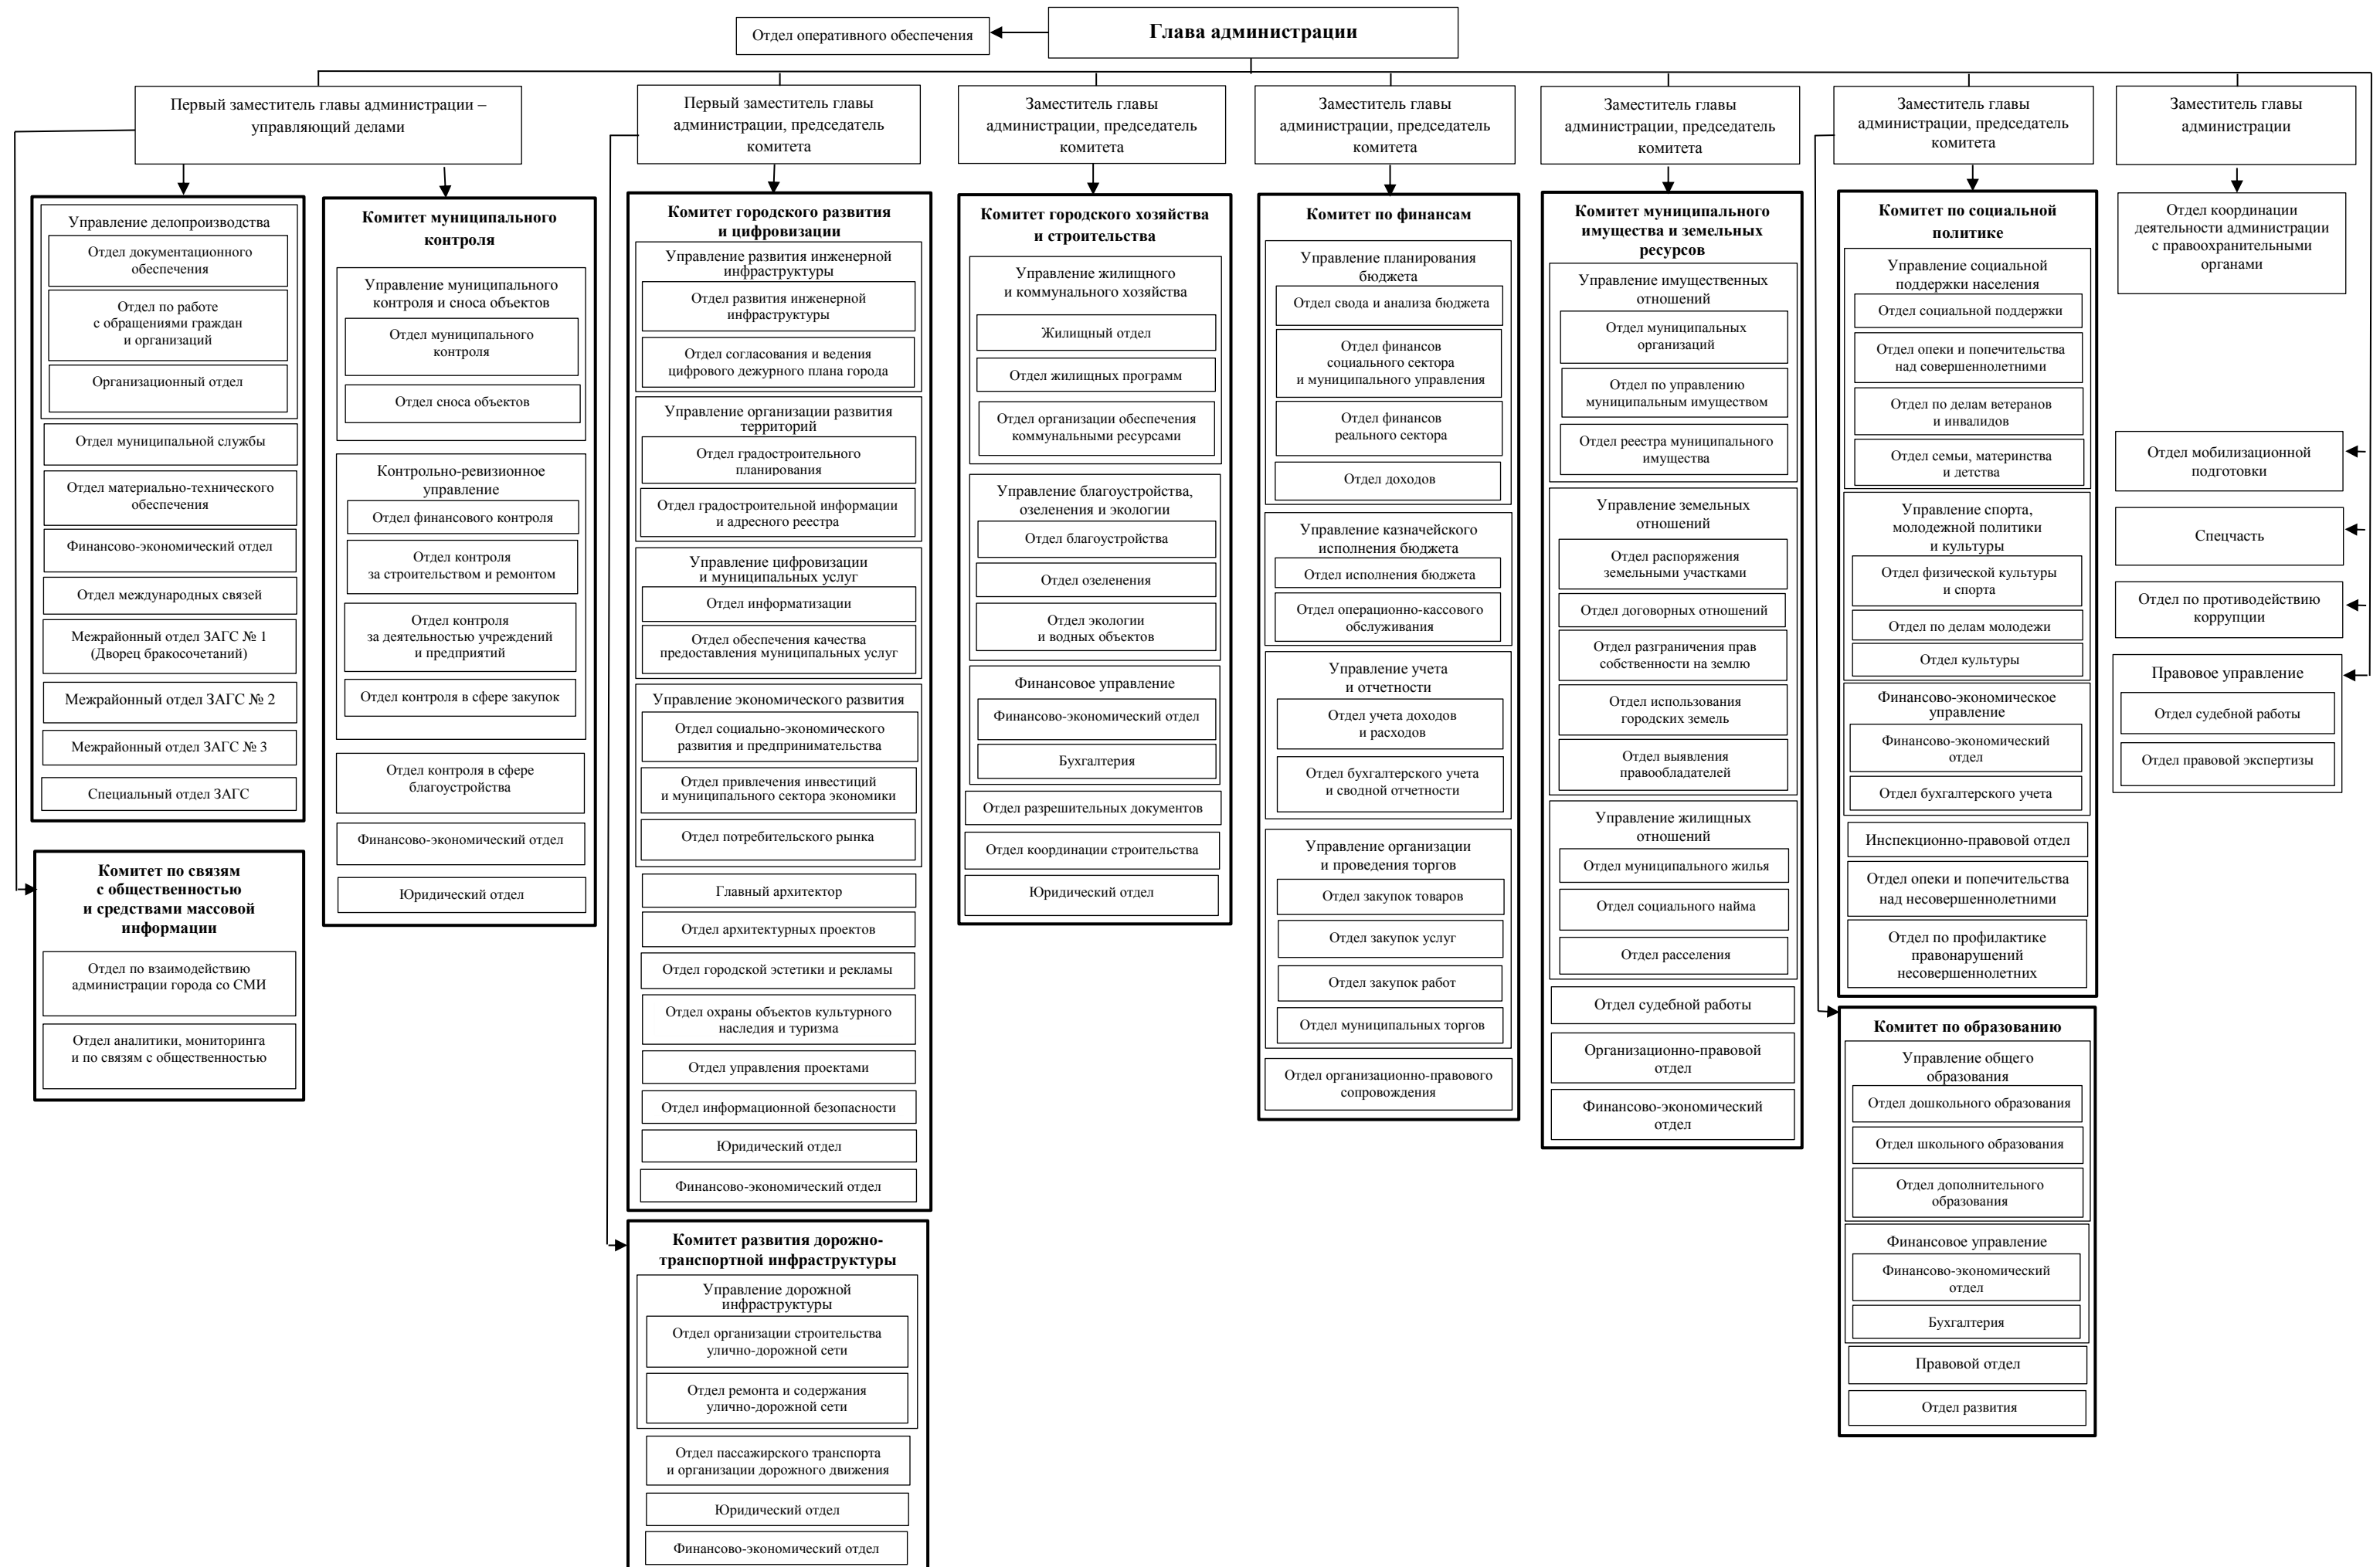 Отдел оперативного обеспечения
Глава администрации
Первый заместитель главы администрации –
управляющий делами
Первый заместитель главы
администрации, председатель
комитета
Заместитель главы
администрации, председатель
комитета
Заместитель главы
администрации, председатель
комитета
Заместитель главы
администрации, председатель
комитета
Заместитель главы
администрации, председатель
комитета
Заместитель главы
администрации
Управление делопроизводства
Отдел документационного
обеспечения
Отдел по работе
с обращениями граждан
и организаций
Организационный отдел
Отдел муниципальной службы
Отдел материально-технического
обеспечения
Финансово-экономический отдел
Отдел международных связей
Межрайонный отдел ЗАГС № 1
(Дворец бракосочетаний)
Межрайонный отдел ЗАГС № 2
Межрайонный отдел ЗАГС № 3
Специальный отдел ЗАГС
Комитет по связям
с общественностью
и средствами массовой
информации
Отдел по взаимодействию
администрации города со СМИ
Отдел аналитики, мониторинга
и по связям с общественностью
Комитет муниципального
контроля
Управление муниципального
контроля и сноса объектов
Отдел муниципального
контроля
Отдел сноса объектов
Контрольно-ревизионное
управление
Отдел финансового контроля
Отдел контроля
за строительством и ремонтом
Отдел контроля
за деятельностью учреждений
и предприятий
Отдел контроля в сфере закупок
Отдел контроля в сфере
благоустройства
Финансово-экономический отдел
Юридический отдел
Комитет городского развития
и цифровизации
Управление развития инженерной
инфраструктуры
Отдел развития инженерной
инфраструктуры
Отдел согласования и ведения
цифрового дежурного плана города
Управление организации развития
территорий
Отдел градостроительного
планирования
Отдел градостроительной информации
и адресного реестра
Управление цифровизации
и муниципальных услуг
Отдел информатизации
Отдел обеспечения качества
предоставления муниципальных услуг
Управление экономического развития
Отдел социально-экономического
развития и предпринимательства
Отдел привлечения инвестиций
и муниципального сектора экономики
Отдел потребительского рынка
Главный архитектор
Отдел архитектурных проектов
Отдел городской эстетики и рекламы
Отдел охраны объектов культурного
наследия и туризма
Отдел управления проектами
Отдел информационной безопасности
Юридический отдел
Финансово-экономический отдел
Комитет развития дорожно-
транспортной инфраструктуры
Управление дорожной
инфраструктуры
Отдел организации строительства
улично-дорожной сети
Отдел ремонта и содержания
улично-дорожной сети
Отдел пассажирского транспорта
и организации дорожного движения
Юридический отдел
Финансово-экономический отдел
Комитет городского хозяйства
и строительства
Управление жилищного
и коммунального хозяйства
Жилищный отдел
Отдел жилищных программ
Отдел организации обеспечения
коммунальными ресурсами
Управление благоустройства,
озеленения и экологии
Отдел благоустройства
Отдел озеленения
Отдел экологии
и водных объектов
Финансовое управление
Финансово-экономический отдел
Бухгалтерия
Отдел разрешительных документов
Отдел координации строительства
Юридический отдел
Комитет по финансам
Управление планирования
бюджета
Отдел свода и анализа бюджета
Отдел финансов
социального сектора
и муниципального управления
Отдел финансов
реального сектора
Отдел доходов
Управление казначейского
исполнения бюджета
Отдел исполнения бюджета
Отдел операционно-кассового
обслуживания
Управление учета
и отчетности
Отдел учета доходов
и расходов
Отдел бухгалтерского учета
и сводной отчетности
Управление организации
и проведения торгов
Отдел закупок товаров
Отдел закупок услуг
Отдел закупок работ
Отдел муниципальных торгов
Отдел организационно-правового
сопровождения
Комитет муниципального
имущества и земельных
ресурсов
Управление имущественных
отношений
Отдел муниципальных
организаций
Отдел по управлению
муниципальным имуществом
Отдел реестра муниципального
имущества
Управление земельных
отношений
Отдел распоряжения
земельными участками
Отдел договорных отношений
Отдел разграничения прав
собственности на землю
Отдел использования
городских земель
Отдел выявления
правообладателей
Управление жилищных
отношений
Отдел муниципального жилья
Отдел социального найма
Отдел расселения
Отдел судебной работы
Организационно-правовой
отдел
Финансово-экономический
отдел
Комитет по социальной
политике
Управление социальной
поддержки населения
Отдел социальной поддержки
Отдел опеки и попечительства
над совершеннолетними
Отдел по делам ветеранов
и инвалидов
Отдел семьи, материнства
и детства
Управление спорта,
молодежной политики
и культуры
Отдел физической культуры
и спорта
Отдел по делам молодежи
Отдел культуры
Финансово-экономическое
управление
Финансово-экономический
отдел
Отдел бухгалтерского учета
Инспекционно-правовой отдел
Отдел опеки и попечительства
над несовершеннолетними
Отдел по профилактике
правонарушений
несовершеннолетних
Комитет по образованию
Управление общего
образования
Отдел дошкольного образования
Отдел школьного образования
Отдел дополнительного
образования
Финансовое управление
Финансово-экономический
отдел
Бухгалтерия
Правовой отдел
Отдел развития
Отдел координации
деятельности администрации
с правоохранительными
органами
Отдел мобилизационной
подготовки
Спецчасть
Отдел по противодействию
коррупции
Правовое управление
Отдел судебной работы
Отдел правовой экспертизы